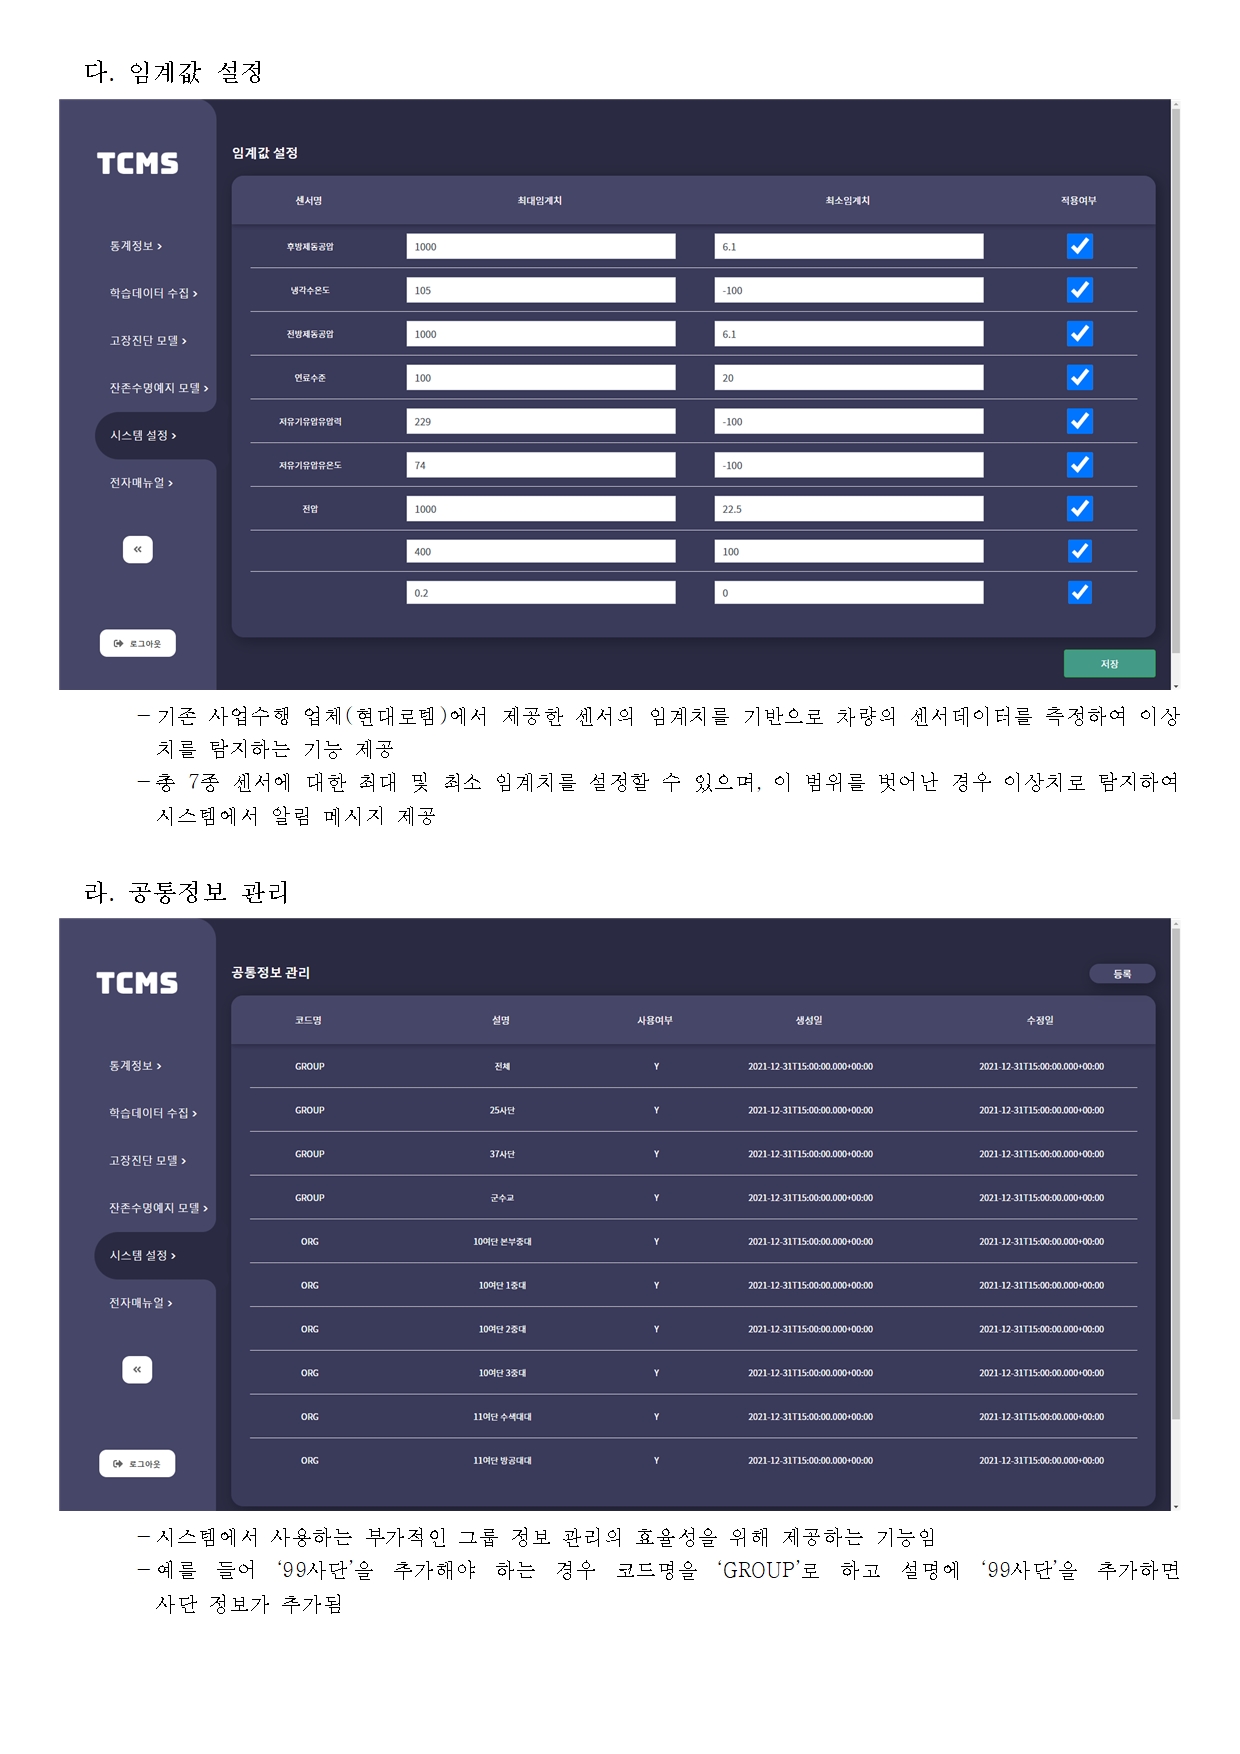 다. 임계값 설정
TCMS
임계값 설정
센서명 최대임계치 최소임계치 적용여부
통계정보 >
후방제동공압 1000 6.1
학습데이터 수집 >
냉각수온도 105 -100
고장진단 모델 >
전방제동공압 1000 6.1
잔존수명예지 모델 >
연료수준 100 20
시스템 설정 >
저유기유압유압력 229 -100
저유기유압유온도 74 -100
전자매뉴얼 >
전압 1000 22.5
«
400 100
0.2 0
로그아웃
저장
- 기존 사업수행 업체(현대로템)에서 제공한 센서의 임계치를 기반으로 차량의 센서데이터를 측정하여 이상
치를 탐지하는 기능 제공
- 총 7종 센서에 대한 최대 및 최소 임계치를 설정할 수 있으며, 이 범위를 벗어난 경우 이상치로 탐지하여
시스템에서 알림 메시지 제공
라. 공통정보 관리
TCMS
공통정보 관리
등록
코드명 설명 사용여부 생성일 수정일
통계정보 >
GROUP 전체 Y 2021-12-31T15:00:00.000+00:00 2021-12-31T15:00:00.000+00:00
학습데이터 수집 >
GROUP 25사단 Y 2021-12-31T15:00:00.000+00:00 2021-12-31T15:00:00.000+00:00
고장진단 모델 >
GROUP 37사단 Y 2021-12-31T15:00:00.000+00:00 2021-12-31T15:00:00.000+00:00
잔존수명예지 모델 >
GROUP 군수교 Y 2021-12-31T15:00:00.000+00:00 2021-12-31T15:00:00.000+00:00
시스템 설정 >
ORG 10여단 본부중대 Y 2021-12-31T15:00:00.000+00:00 2021-12-31T15:00:00.000+00:00
ORG 10여단 1중대 Y 2021-12-31T15:00:00.000+00:00 2021-12-31T15:00:00.000+00:00
전자매뉴얼 >
ORG 10여단 2중대 Y 2021-12-31T15:00:00.000+00:00 2021-12-31T15:00:00.000+00:00
«
ORG 10여단 3중대 Y 2021-12-31T15:00:00.000+00:00 2021-12-31T15:00:00.000+00:00
ORG 11여단 수색대대 Y 2021-12-31T15:00:00.000+00:00 2021-12-31T15:00:00.000+00:00
로그아웃
ORG 11여단 방공대대 Y 2021-12-31T15:00:00.000+00:00 2021-12-31T15:00:00.000+00:00
- 시스템에서 사용하는 부가적인 그룹 정보 관리의 효율성을 위해 제공하는 기능임
- 예를 들어 ‘99사단’을 추가해야 하는 경우 코드명을 ‘GROUP’로 하고 설명에 ‘99사단’을 추가하면
사단 정보가 추가됨